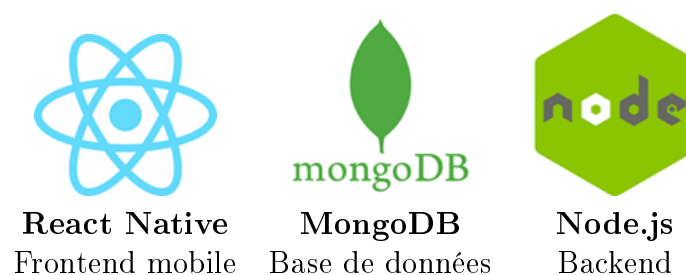 mongoDB
node
React Native
MongoDB
Node.js
Frontend mobile
Base de données
Backend